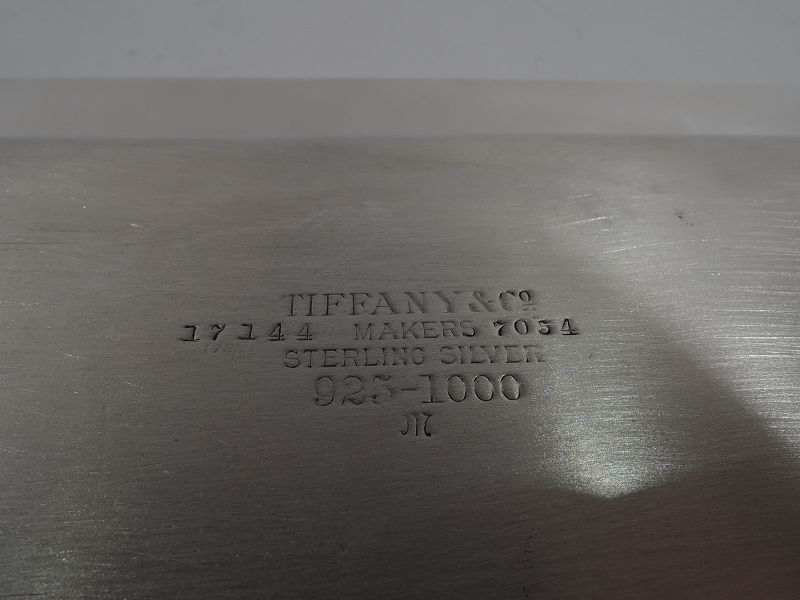 TIFFANY & Cº
17144 MAKERS 7054
STERLING SILVER
925-1000
M